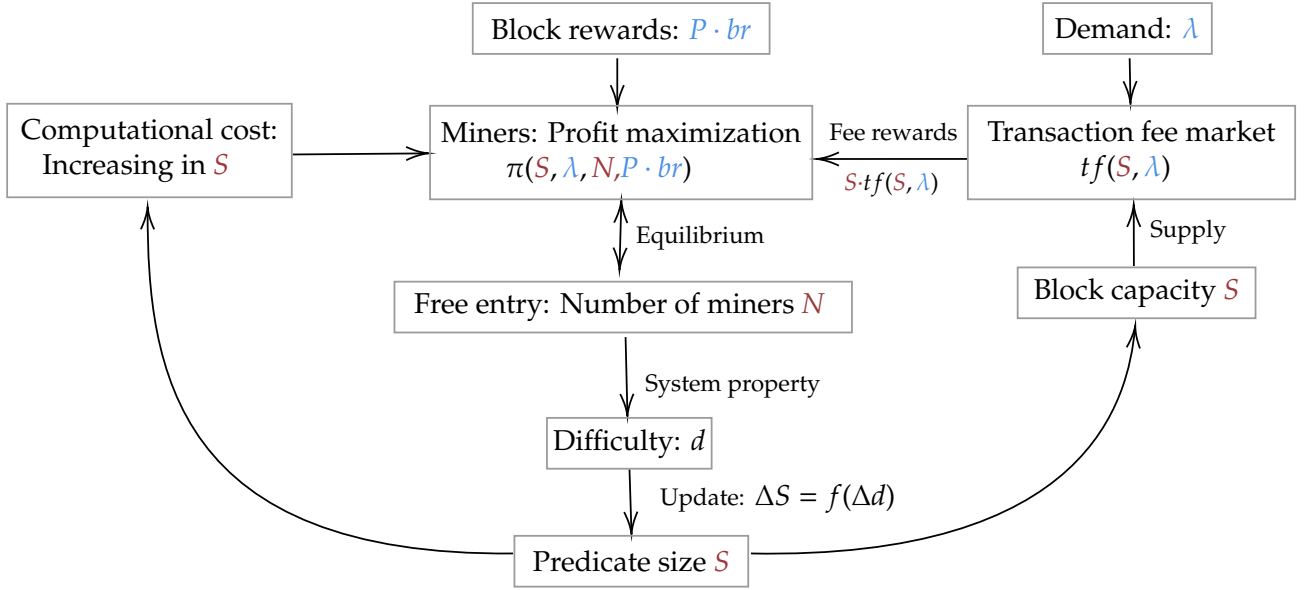 Block rewards: P · br
Demand: λ
Computational cost:
Increasing in S
Miners: Profit maximization
π(S, λ, N,P · br)
Fee rewards
S·tf(S, λ)
Transaction fee market
tf(S, λ)
Equilibrium
Supply
Free entry: Number of miners N
Block capacity S
System property
Difficulty: d
Update: ΔS = f(Δd)
Predicate size S